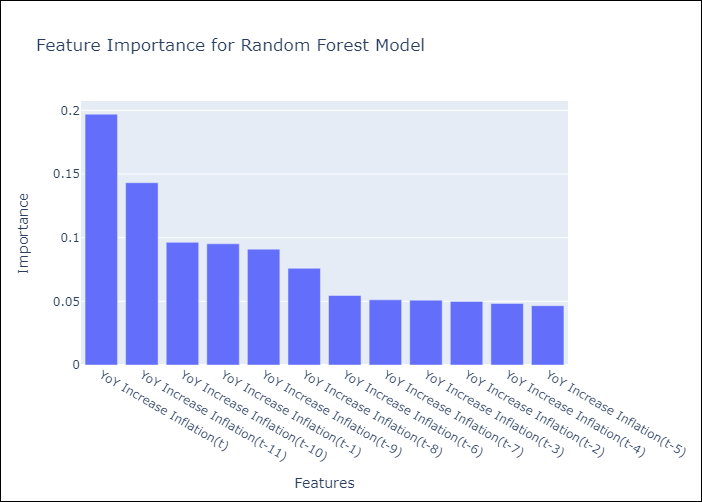 Feature Importance for Random Forest Model
0.2
0.15
0.1
0.05
0
Importance
YoY Increase Inflation(t)
YoY Increase Inflation(t-11)
YoY Increase Inflation(t-10)
YoY Increase Inflation(t-1)
YoY Increase Inflation(t-9)
YoY Increase Inflation(t-8)
YoY Increase Inflation(t-6)
YoY Increase Inflation(t-7)
YoY Increase Inflation(t-3)
YoY Increase Inflation(t-2)
YoY Increase Inflation(t-4)
YoY Increase Inflation(t-5)
Features